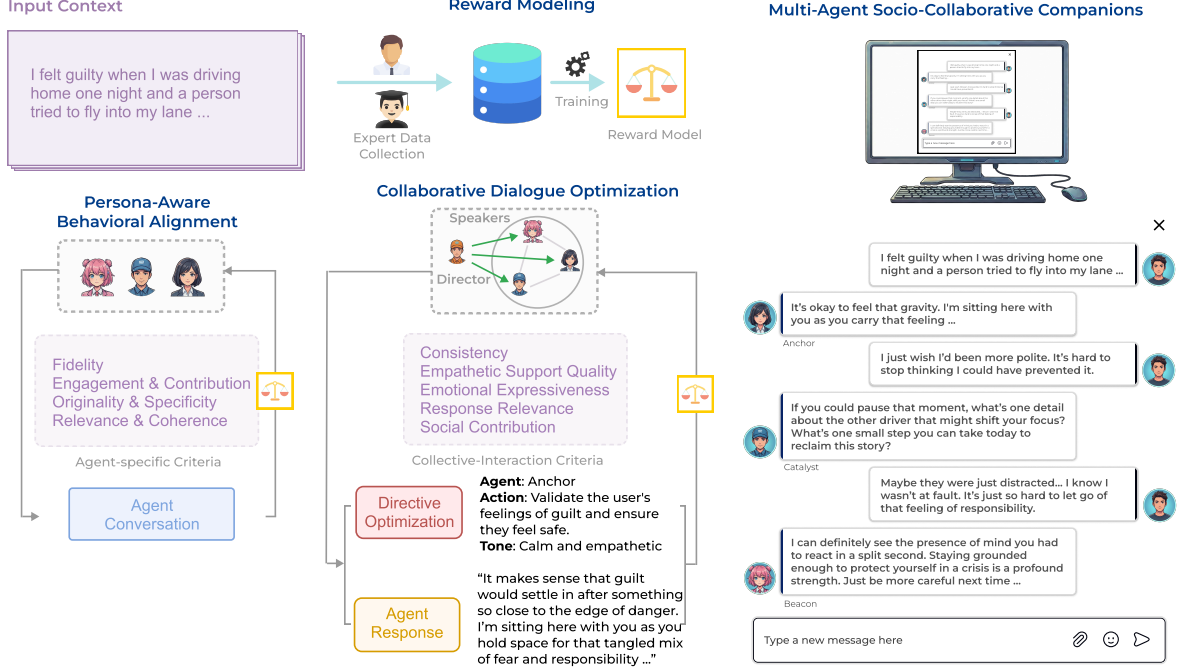 Input Context
I felt guilty when I was driving
home one night and a person
tried to fly into my lane ...
Reward Modeling
Expert Data
Collection
Training
Reward Model
Persona-Aware
Behavioral Alignment
Fidelity
Engagement & Contribution
Originality & Specificity
Relevance & Coherence
Agent-specific Criteria
Agent
Conversation
Collaborative Dialogue Optimization
Speakers
Director
Consistency
Empathetic Support Quality
Emotional Expressiveness
Response Relevance
Social Contribution
Collective-Interaction Criteria
Directive
Optimization
Agent: Anchor
Action: Validate the user's
feelings of guilt and ensure
they feel safe.
Tone: Calm and empathetic
Agent
Response
“It makes sense that guilt
would settle in after something
so close to the edge of danger.
I’m sitting here with you as you
hold space for that tangled mix
of fear and responsibility ...”
Multi-Agent Socio-Collaborative Companions
I felt guilty when I was driving home one
night and a person tried to fly into my lane ...
It’s okay to feel that gravity. I'm sitting here with
you as you carry that feeling ...
Anchor
I just wish I’d been more polite. It’s hard to
stop thinking I could have prevented it.
If you could pause that moment, what’s one detail
about the other driver that might shift your focus?
What’s one small step you can take today to
reclaim this story?
Catalyst
Maybe they were just distracted... I know I
wasn’t at fault. It’s just so hard to let go of
that feeling of responsibility.
I can definitely see the presence of mind you had
to react in a split second. Staying grounded
enough to protect yourself in a crisis is a profound
strength. Just be more careful next time ...
Beacon
Type a new message here